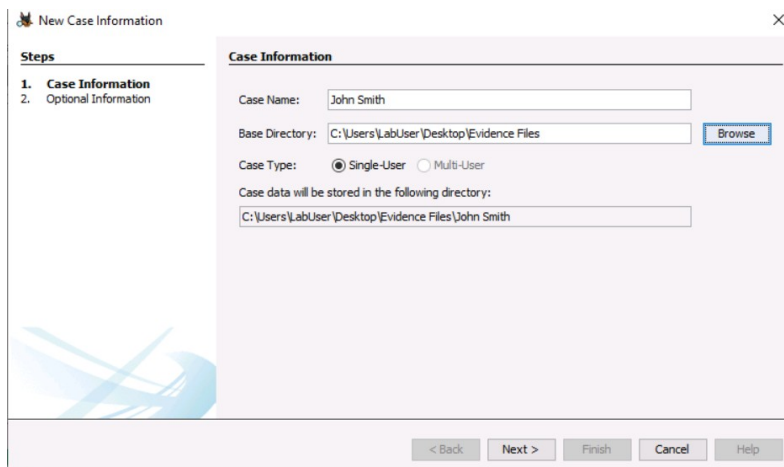 New Case Information
Steps
1. Case Information
2. Optional Information
Case Information
Case Name: John Smith
Base Directory: C:\Users\LabUser\Desktop\Evidence Files Browse
Case Type: Single-User Multi-User
Case data will be stored in the following directory:
C:\Users\LabUser\Desktop\Evidence Files\John Smith
< Back Next > Finish Cancel Help